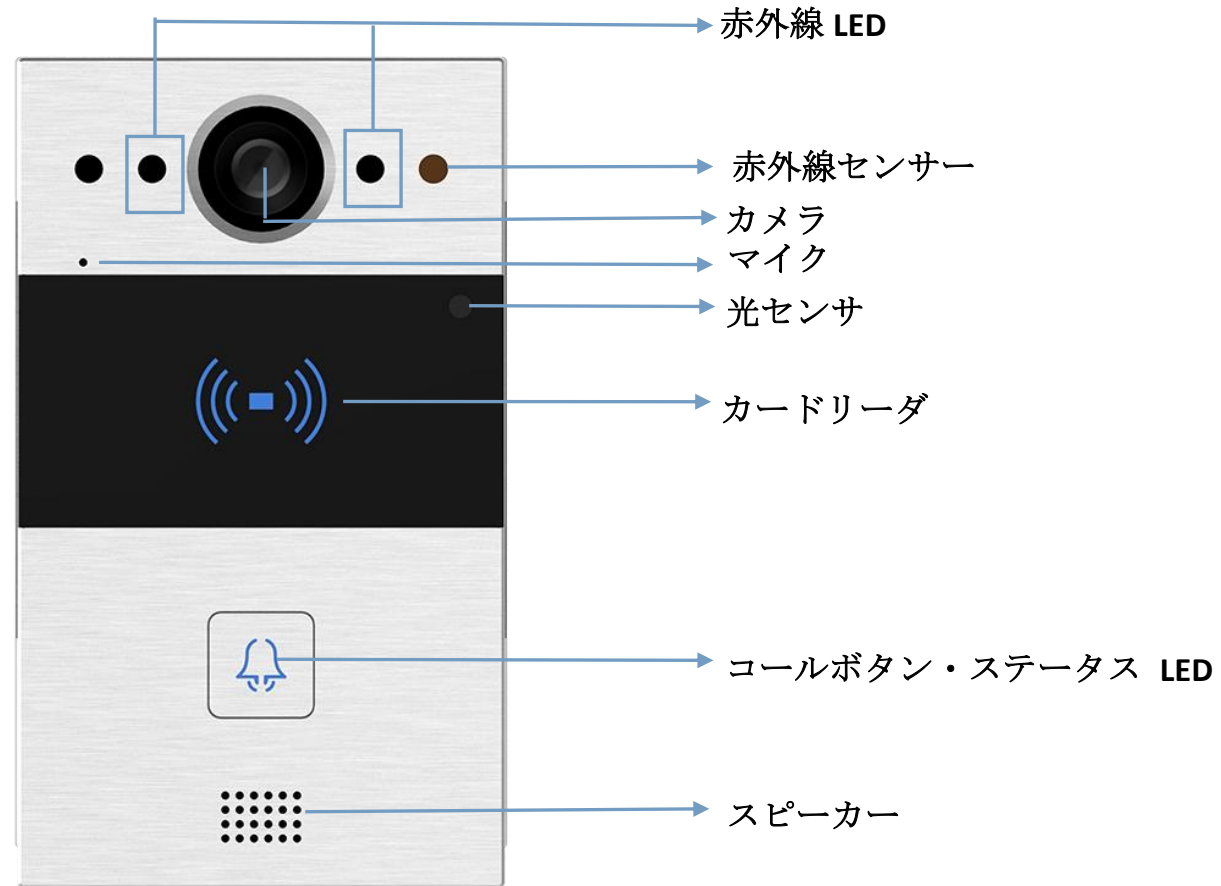 赤外線 LED
赤外線センサー
カメラ
マイク
光センサ
カードリーダ
コールボタン・ステータス LED
スピーカー